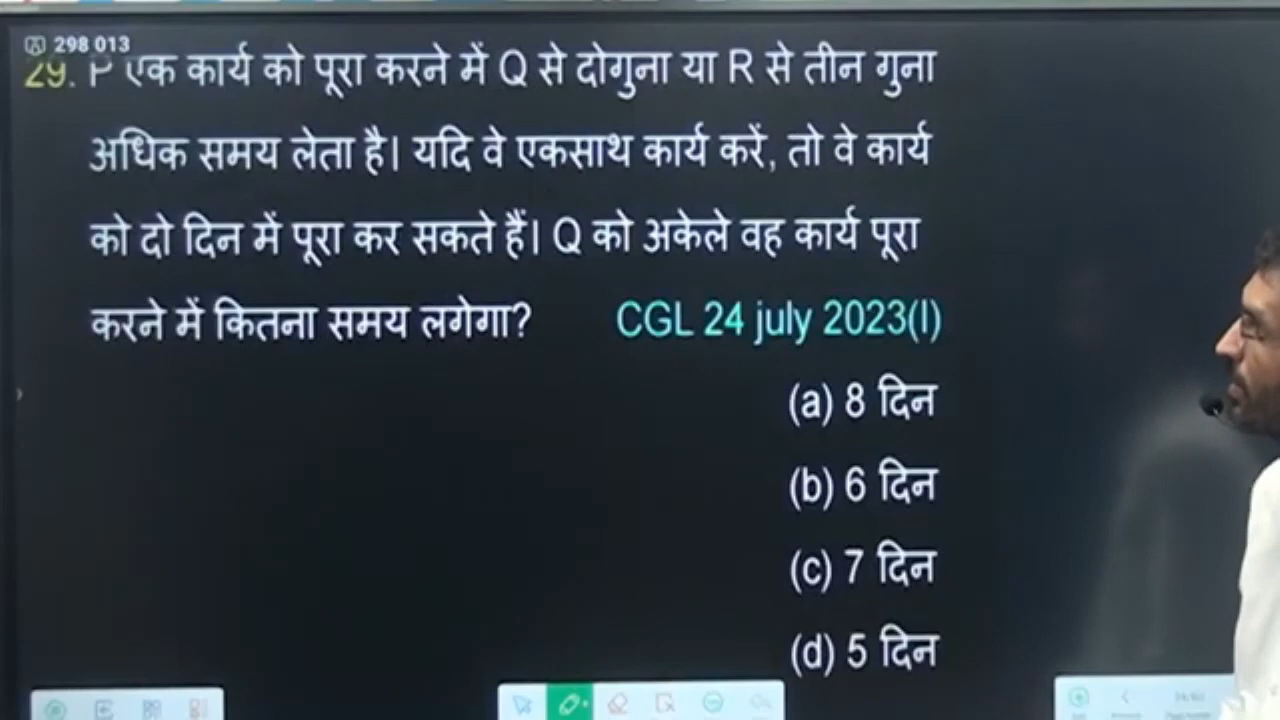 298 013
29. P एक कार्य को पूरा करने में Q से दोगुना या R से तीन गुना
अधिक समय लेता है। यदि वे एकसाथ कार्य करें, तो वे कार्य
को दो दिन में पूरा कर सकते हैं। Q को अकेले वह कार्य पूरा
करने में कितना समय लगेगा? CGL 24 july 2023(I)
(a) 8 दिन
(b) 6 दिन
(c) 7 दिन
(d) 5 दिन